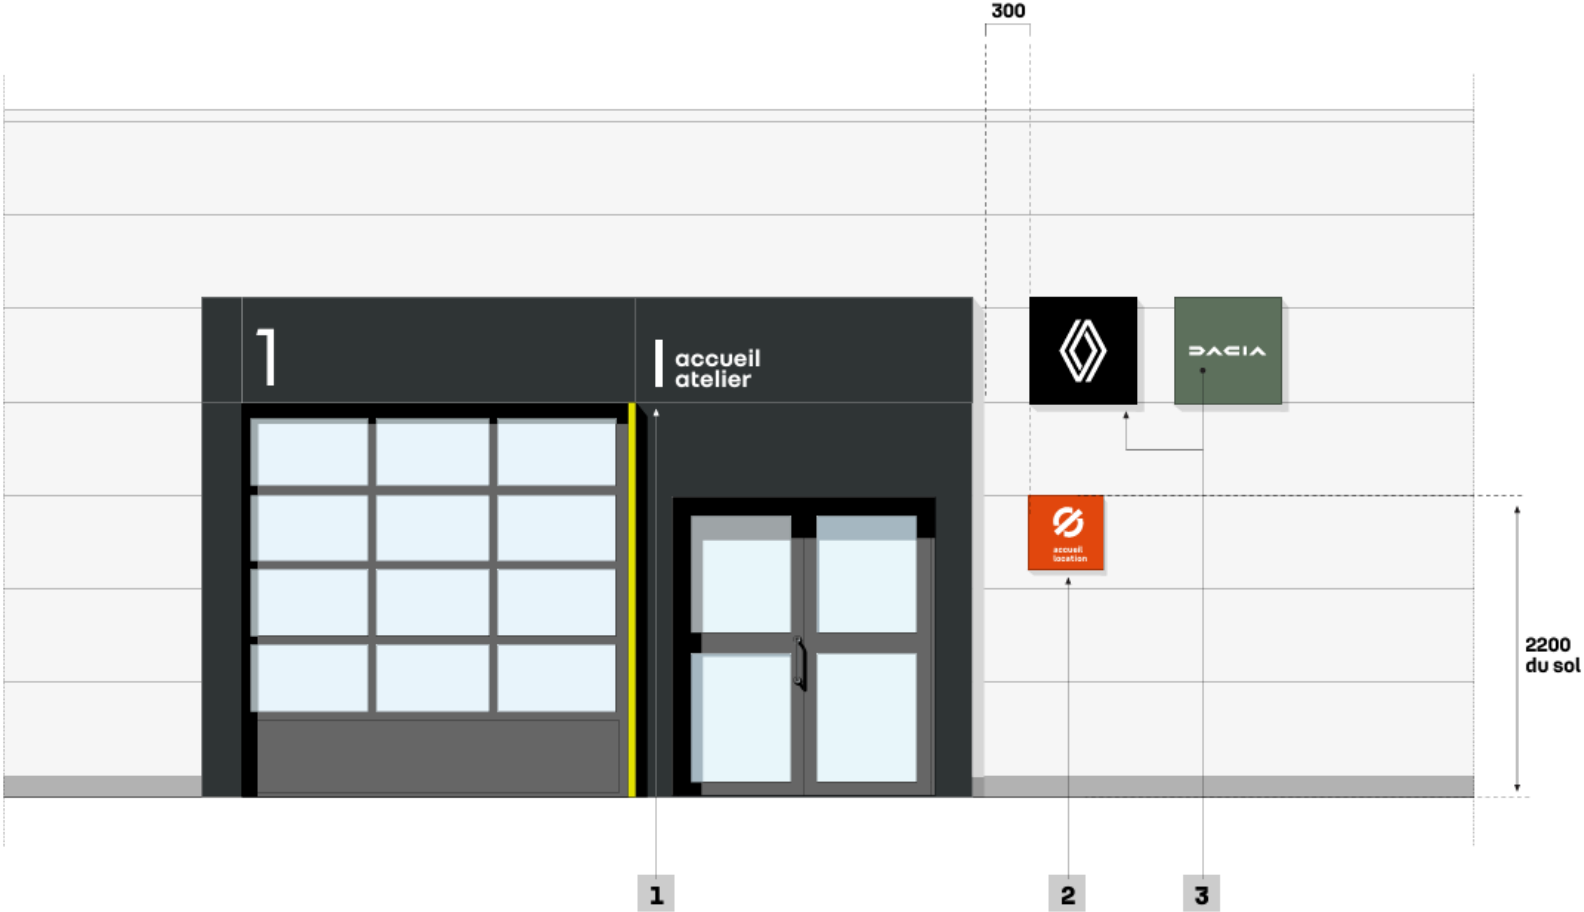 300
1
accueil
atelier
DACIA
accueil
location
2200
du sol
1
2
3